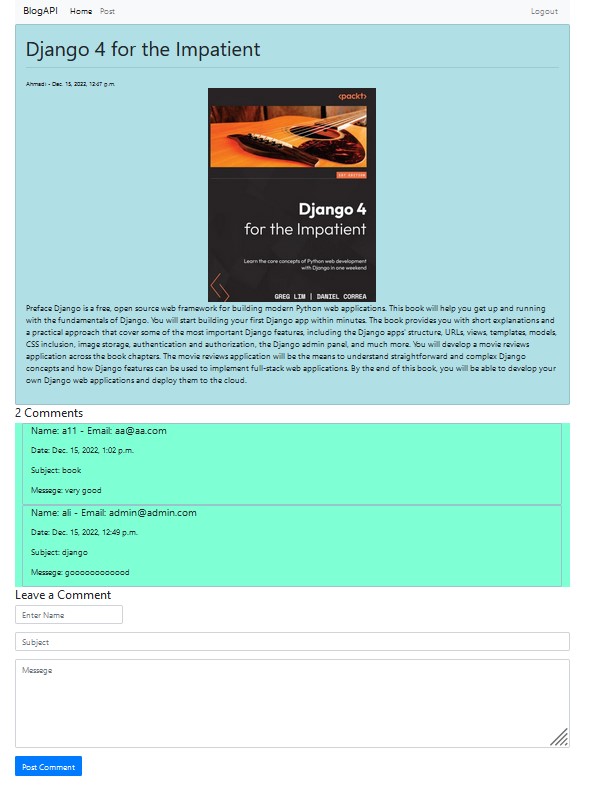 BlogAPI Home Post Logout
Django 4 for the Impatient
Ahmadi - Dec. 15, 2022, 12:47 p.m.
<packt>
1ST EDITION
Django 4
for the Impatient
Learn the core concepts of Python web development
with Django in one weekend
GREG LIM | DANIEL CORREA
Preface Django is a free, open source web framework for building modern Python web applications. This book will help you get up and running
with the fundamentals of Django. You will start building your first Django app within minutes. The book provides you with short explanations and
a practical approach that cover some of the most important Django features, including the Django apps' structure, URLs, views, templates, models,
CSS inclusion, image storage, authentication and authorization, the Django admin panel, and much more. You will develop a movie reviews
application across the book chapters. The movie reviews application will be the means to understand straightforward and complex Django
concepts and how Django features can be used to implement full-stack web applications. By the end of this book, you will be able to develop your
own Django web applications and deploy them to the cloud.
2 Comments
Name: a11 - Email: aa@aa.com
Date: Dec. 15, 2022, 1:02 p.m.
Subject: book
Message: very good
Name: ali - Email: admin@admin.com
Date: Dec. 15, 2022, 12:49 p.m.
Subject: django
Message: goooooooooood
Leave a Comment
Enter Name
Subject
Message
Post Comment